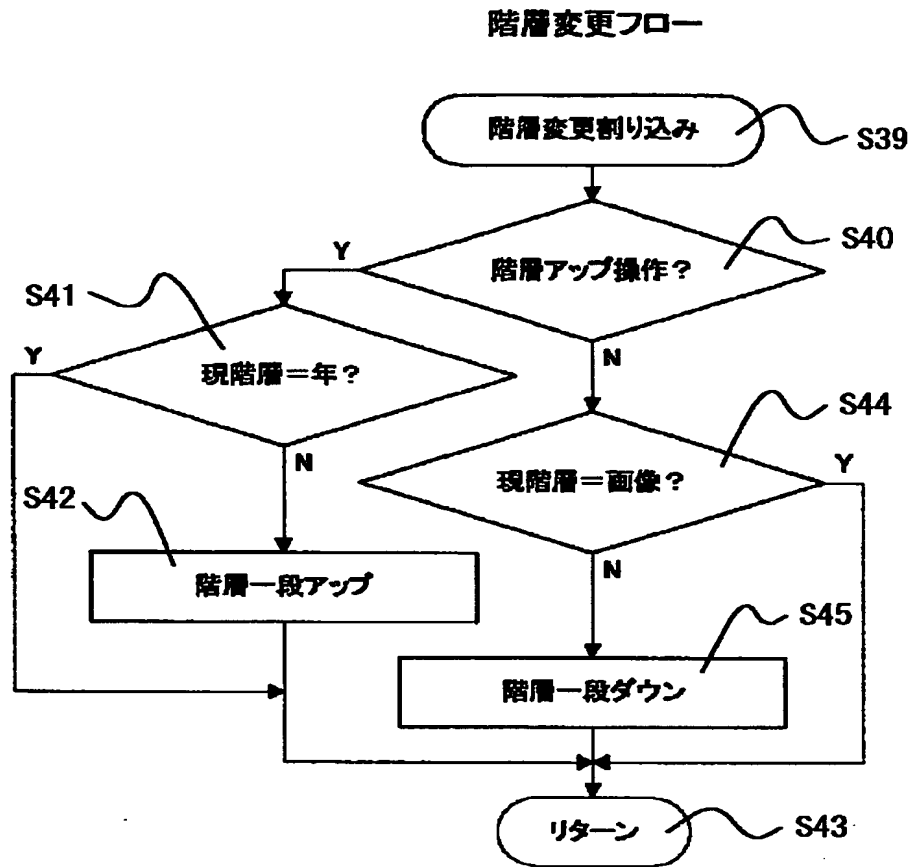 階層変更フロー
階層変更割り込み
S39
S40
Y
階層アップ操作?
S41
Y
現階層=年?
N
S44
N
現階層=画像?
Y
S42
階層一段アップ
N
S45
階層一段ダウン
リターン
S43